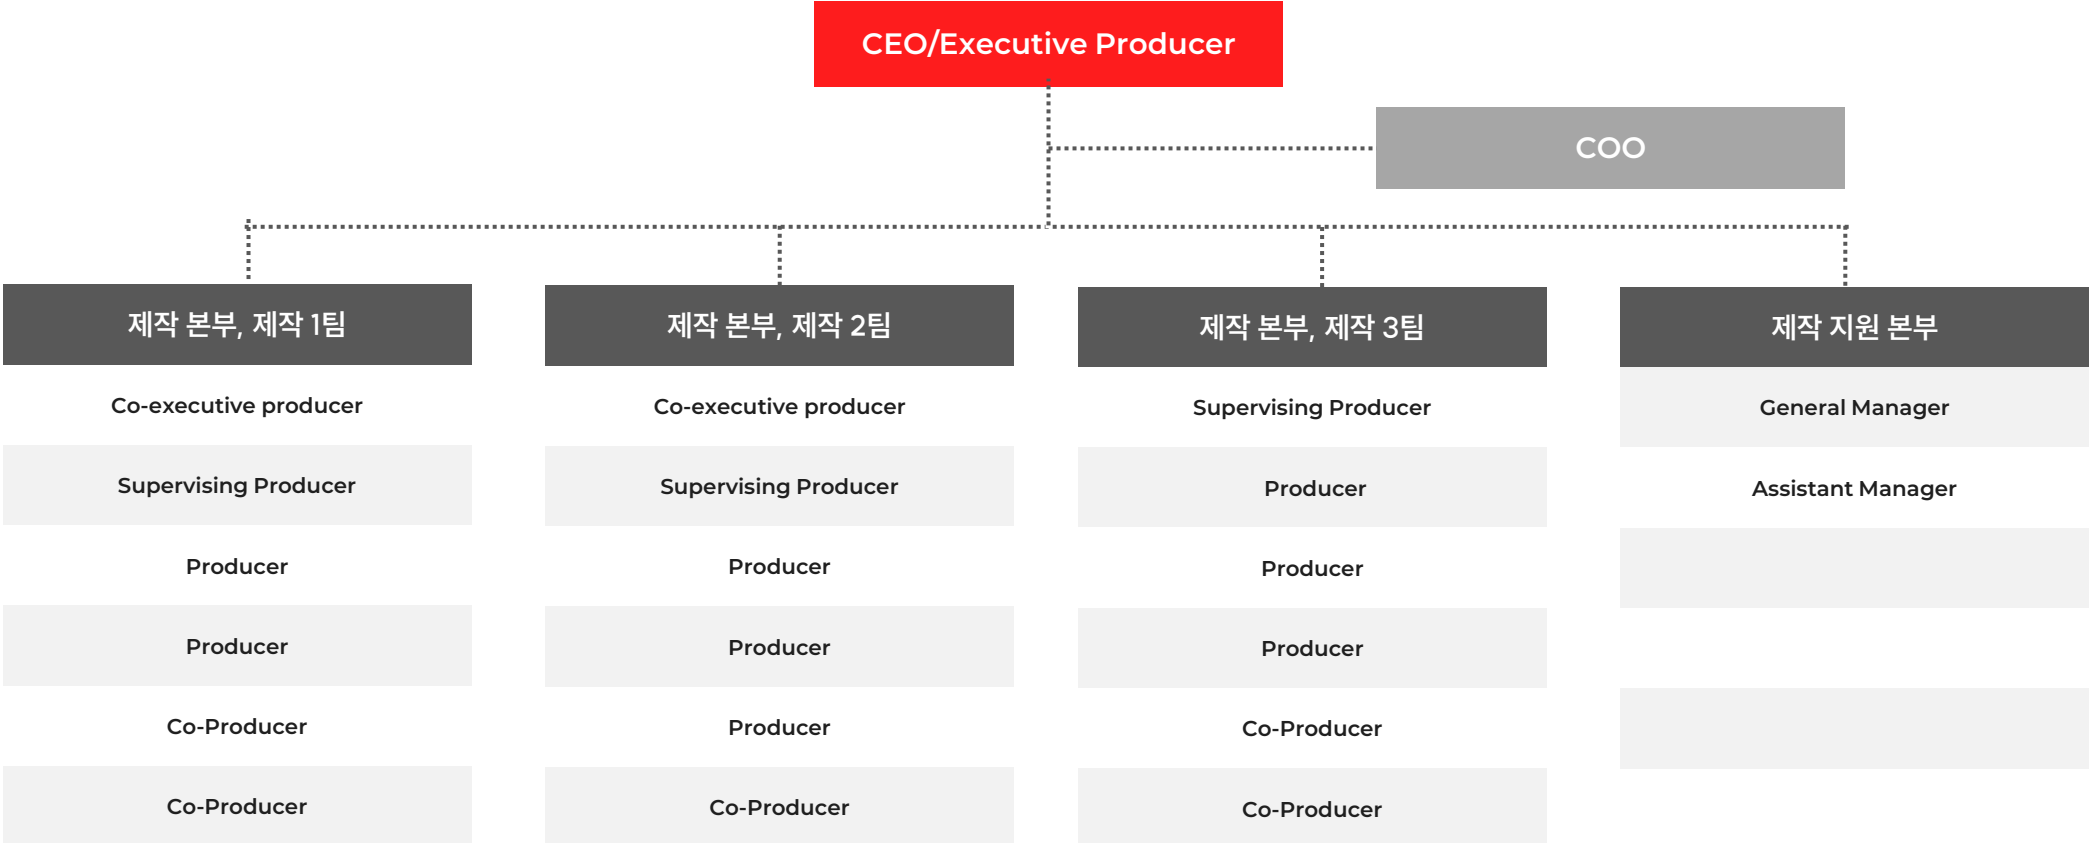 CEO/Executive Producer
COO
제작 본부, 제작 1팀
Co-executive producer
Supervising Producer
Producer
Producer
Co-Producer
Co-Producer
제작 본부, 제작 2팀
Co-executive producer
Supervising Producer
Producer
Producer
Producer
Co-Producer
제작 본부, 제작 3팀
Supervising Producer
Producer
Producer
Producer
Co-Producer
Co-Producer
제작 지원 본부
General Manager
Assistant Manager